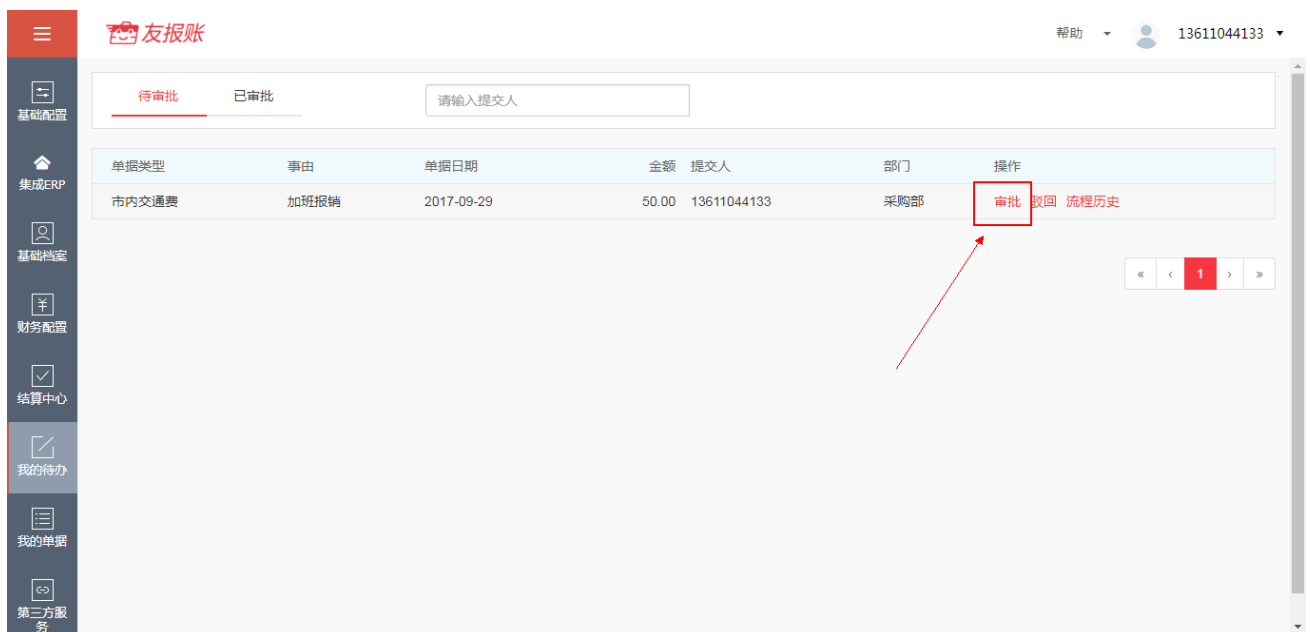 友报账
帮助
13611044133
基础配置
集成ERP
基础档案
财务配置
结算中心
我的待办
我的单据
第三方服
务
待审批 已审批 请输入提交人
单据类型 事由 单据日期 金额 提交人 部门 操作
市内交通费 加班报销 2017-09-29 50.00 13611044133 采购部 审批 驳回 流程历史
« ‹ 1 › »